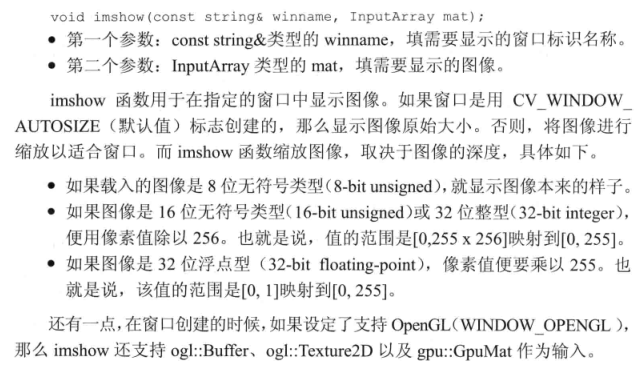 void imshow(const string& winname, InputArray mat);
● 第一个参数：const string&类型的 winname，填需要显示的窗口标识名称。
● 第二个参数：InputArray 类型的 mat，填需要显示的图像。
imshow 函数用于在指定的窗口中显示图像。如果窗口是用 CV_WINDOW_
AUTOSIZE（默认值）标志创建的，那么显示图像原始大小。否则，将图像进行
缩放以适合窗口。而 imshow 函数缩放图像，取决于图像的深度，具体如下。
● 如果载入的图像是 8 位无符号类型（8-bit unsigned），就显示图像本来的样子。
● 如果图像是 16 位无符号类型（16-bit unsigned）或 32 位整型（32-bit integer），
便用像素值除以 256。也就是说，值的范围是[0,255 x 256]映射到[0, 255]。
● 如果图像是 32 位浮点型（32-bit floating-point），像素值便要乘以 255。也
就是说，该值的范围是[0, 1]映射到[0, 255]。
还有一点，在窗口创建的时候，如果设定了支持 OpenGL（WINDOW_OPENGL），
那么 imshow 还支持 ogl::Buffer、ogl::Texture2D 以及 gpu::GpuMat 作为输入。